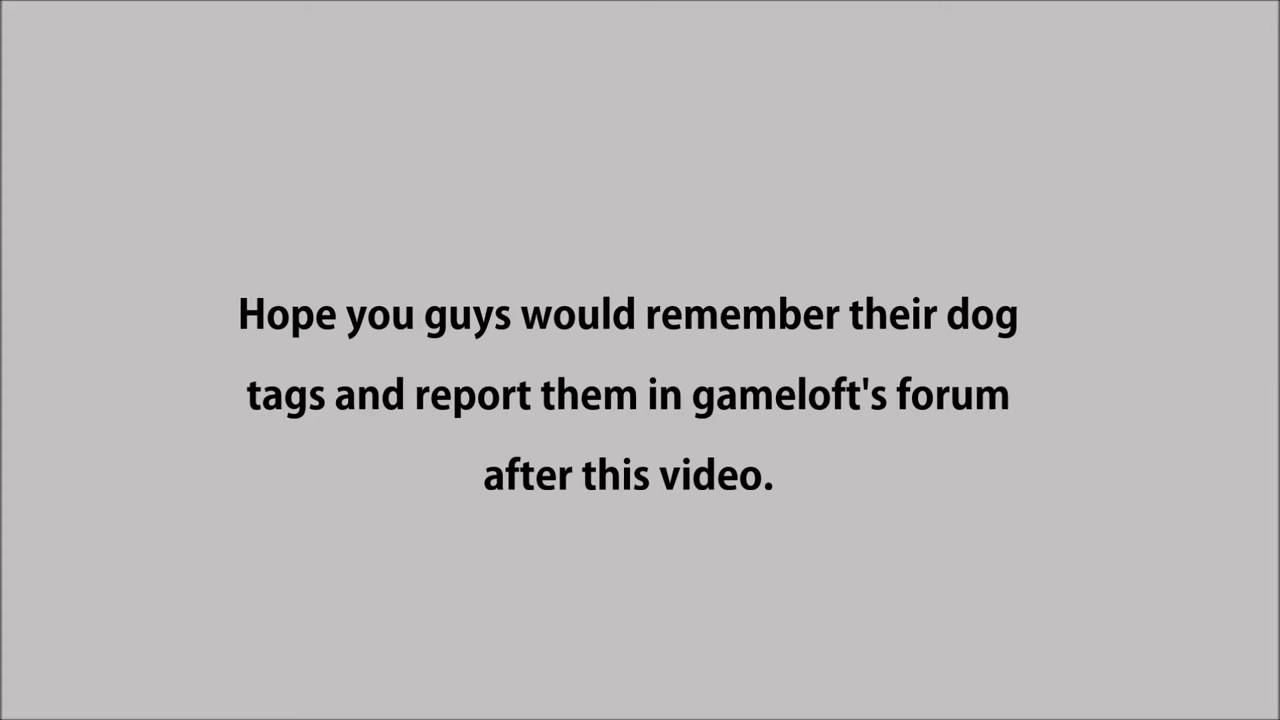 Hope you guys would remember their dog
tags and report them in gameloft's forum
after this video.